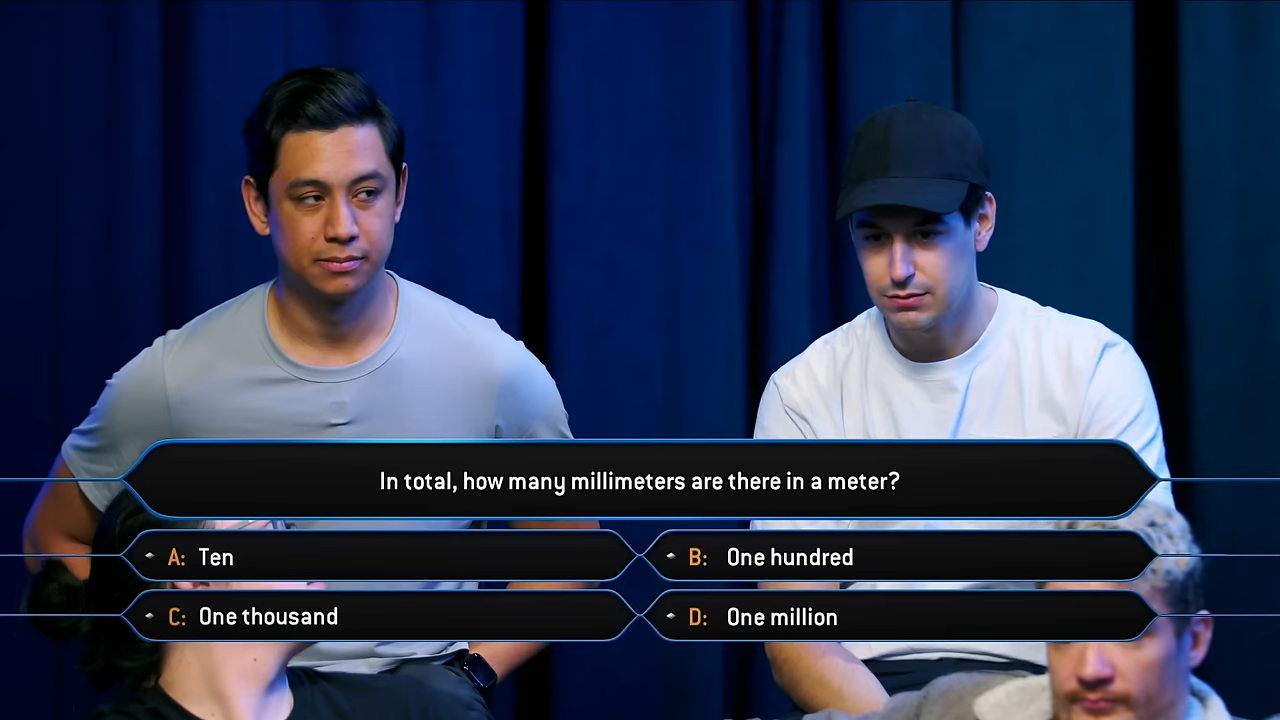 In total, how many millimeters are there in a meter?
A: Ten
B: One hundred
C: One thousand
D: One million